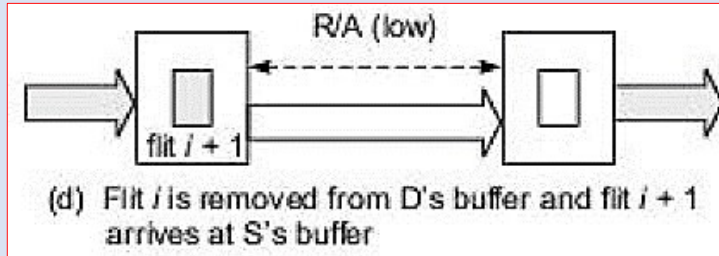 R/A (low)
flit i + 1
(d) Flit i is removed from D's buffer and flit i + 1
arrives at S's buffer